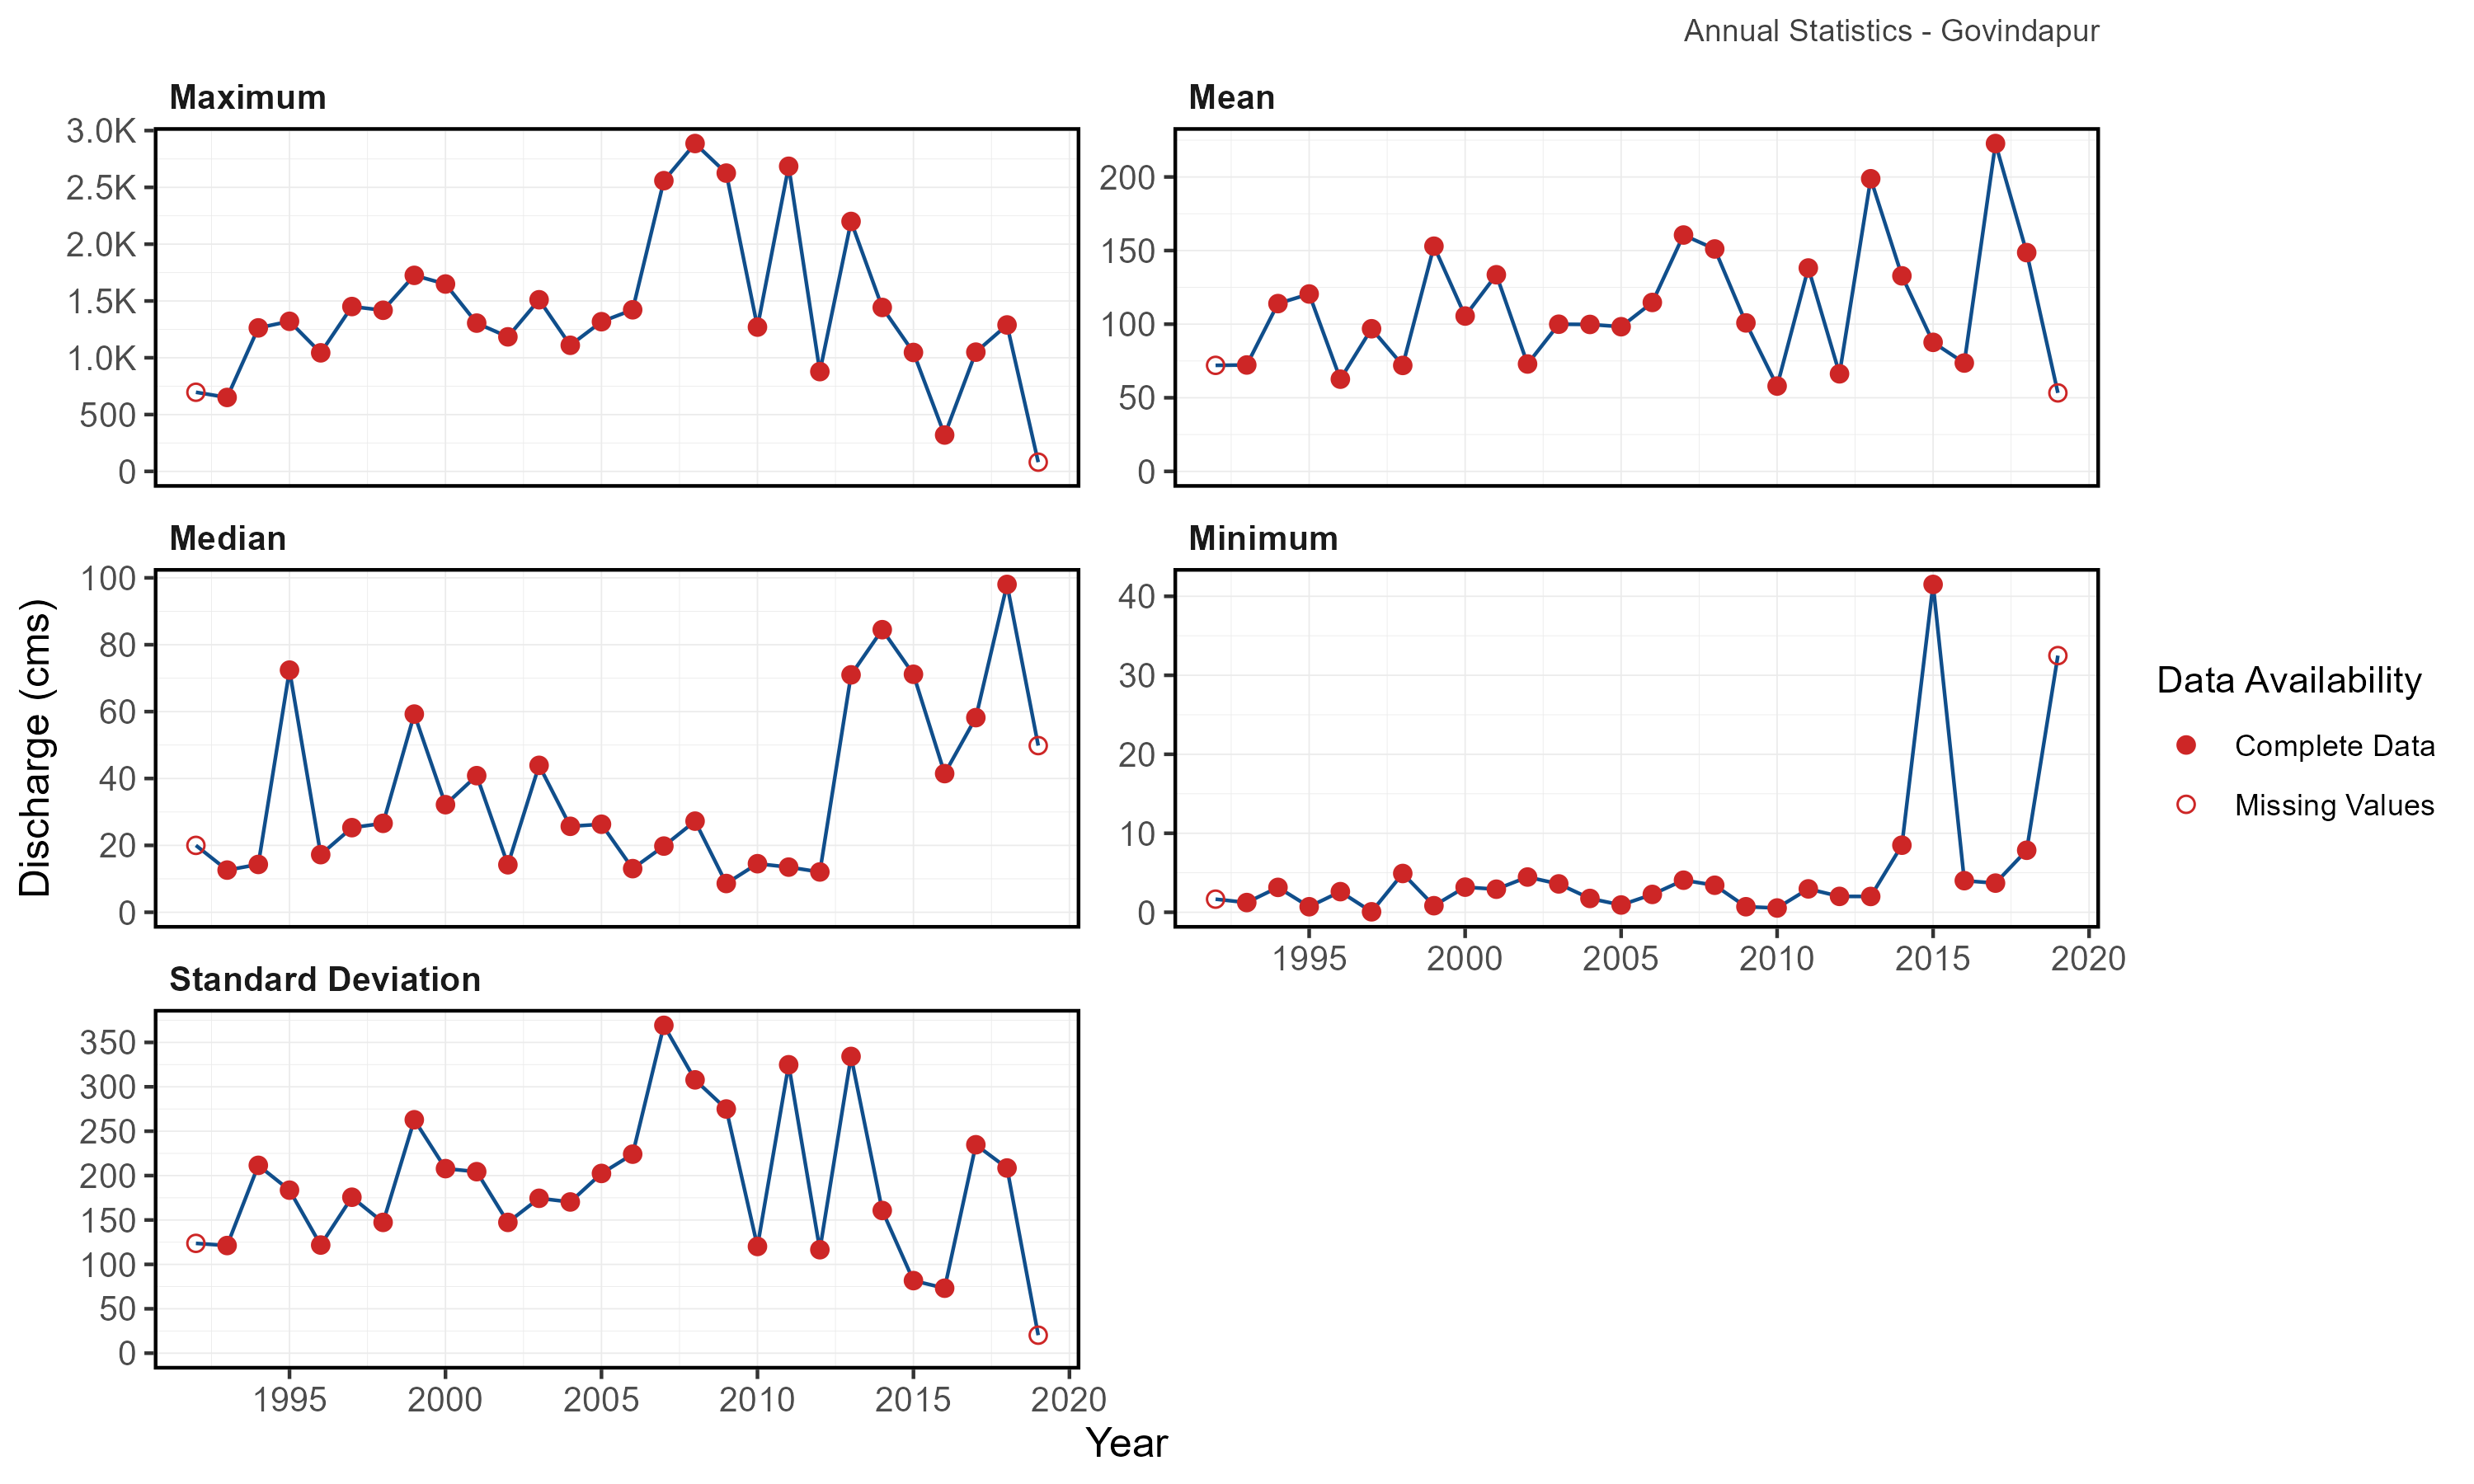 Annual Statistics - Govindapur
Maximum
3.0K
2.5K
2.0K
1.5K
1.0K
500
0
Mean
200
150
100
50
0
Discharge (cms)
Median
100
80
60
40
20
0
Minimum
40
30
20
10
0
1995 2000 2005 2010 2015 2020
Data Availability
Complete Data
Missing Values
Standard Deviation
350
300
250
200
150
100
50
0
1995 2000 2005 2010 2015 2020
Year